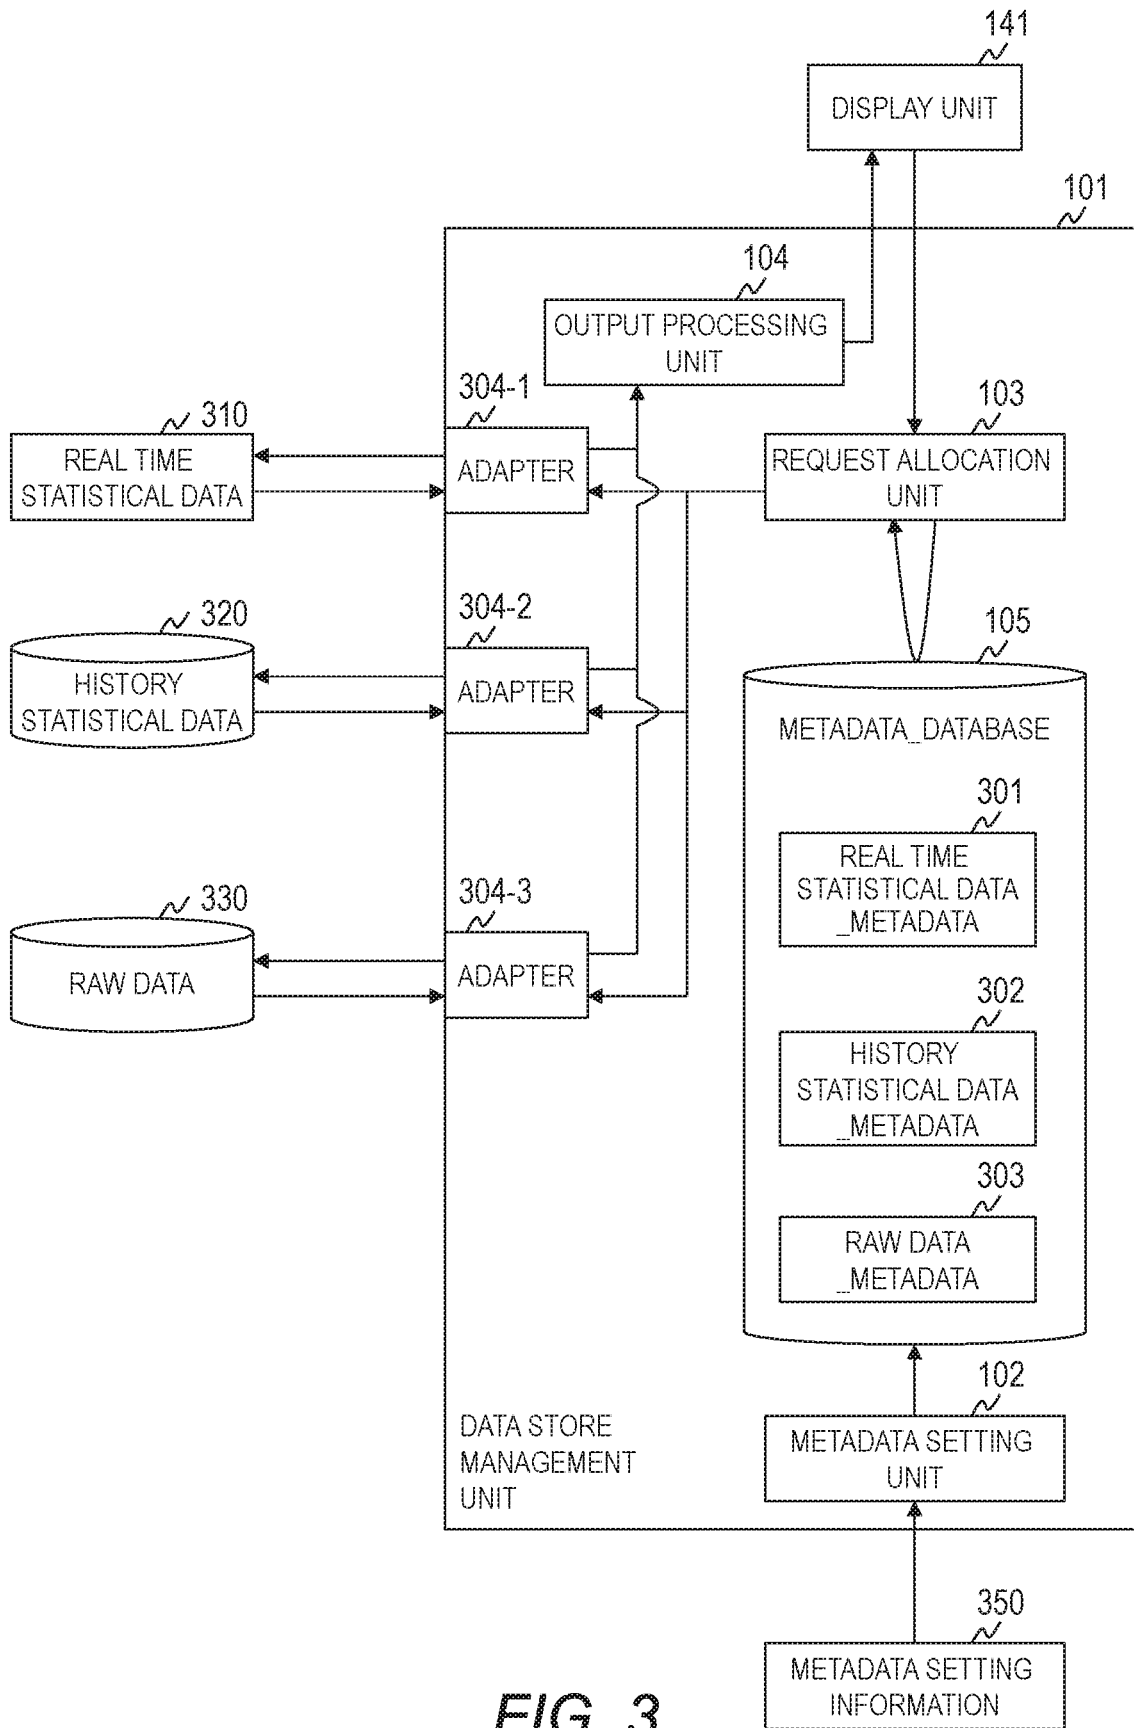 141
DISPLAY UNIT
101
104
OUTPUT PROCESSING
UNIT
304-1
ADAPTER
310
REAL TIME
STATISTICAL DATA
103
REQUEST ALLOCATION
UNIT
304-2
ADAPTER
320
HISTORY
STATISTICAL DATA
105
METADATA_DATABASE
301
REAL TIME
STATISTICAL DATA
_METADATA
304-3
ADAPTER
330
RAW DATA
302
HISTORY
STATISTICAL DATA
_METADATA
303
RAW DATA
_METADATA
102
METADATA SETTING
UNIT
DATA STORE
MANAGEMENT
UNIT
350
METADATA SETTING
INFORMATION
FIG. 3